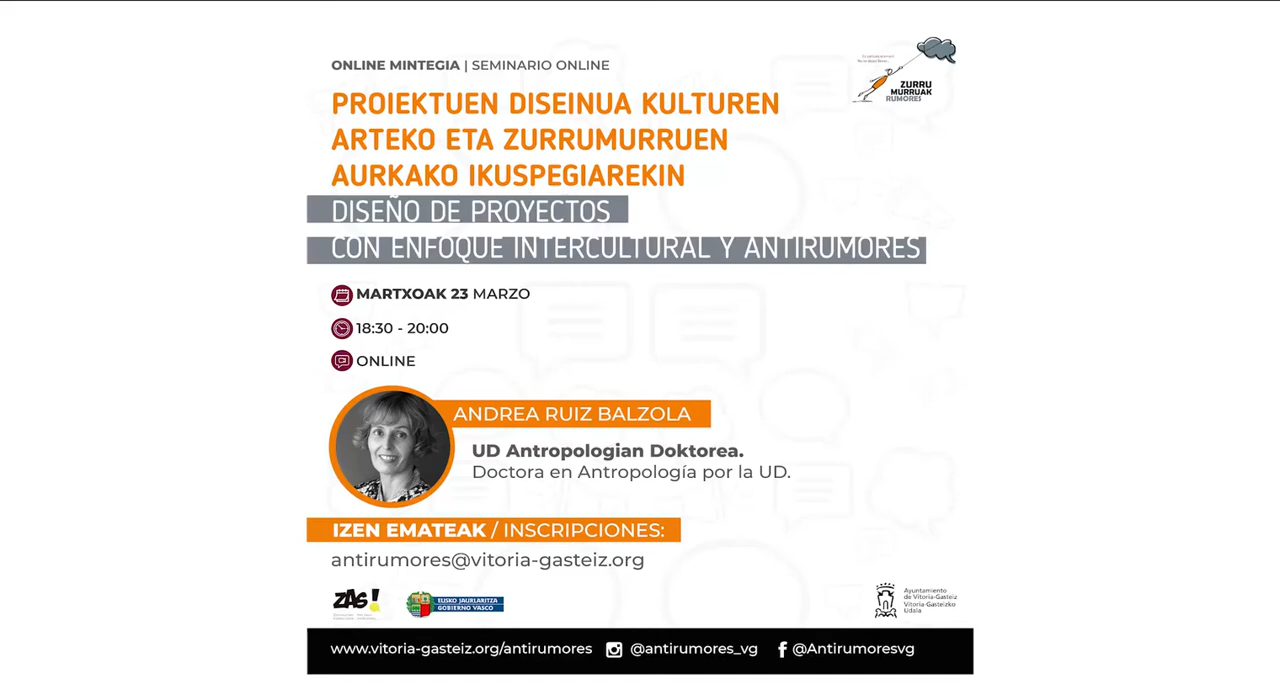 ONLINE MINTEGIA | SEMINARIO ONLINE
ZURRU
MURRUAK
RUMORES
PROIEKTUEN DISEINUA KULTUREN
ARTEKO ETA ZURRUMURRUEN
AURKAKO IKUSPEGIAREKIN
DISEÑO DE PROYECTOS
CON ENFOQUE INTERCULTURAL Y ANTIRUMORES
MARTXOAK 23 MARZO
18:30 - 20:00
ONLINE
ANDREA RUIZ BALZOLA
UD Antropologian Doktorea.
Doctora en Antropología por la UD.
IZEN EMATEAK / INSCRIPCIONES:
antirumores@vitoria-gasteiz.org
ZAS!
EUSKO JAURLARITZA
GOBIERNO VASCO
Ayuntamiento
de Vitoria-Gasteiz
Vitoria-Gasteizko
Udala
www.vitoria-gasteiz.org/antirumores @antirumores_vg @Antirumoresvg